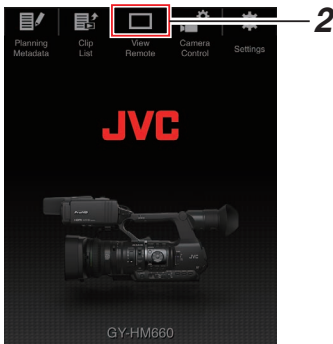 Planning Metadata
Clip List
View Remote
Camera Control
Settings
2
JVC
JVC
GY-HM660